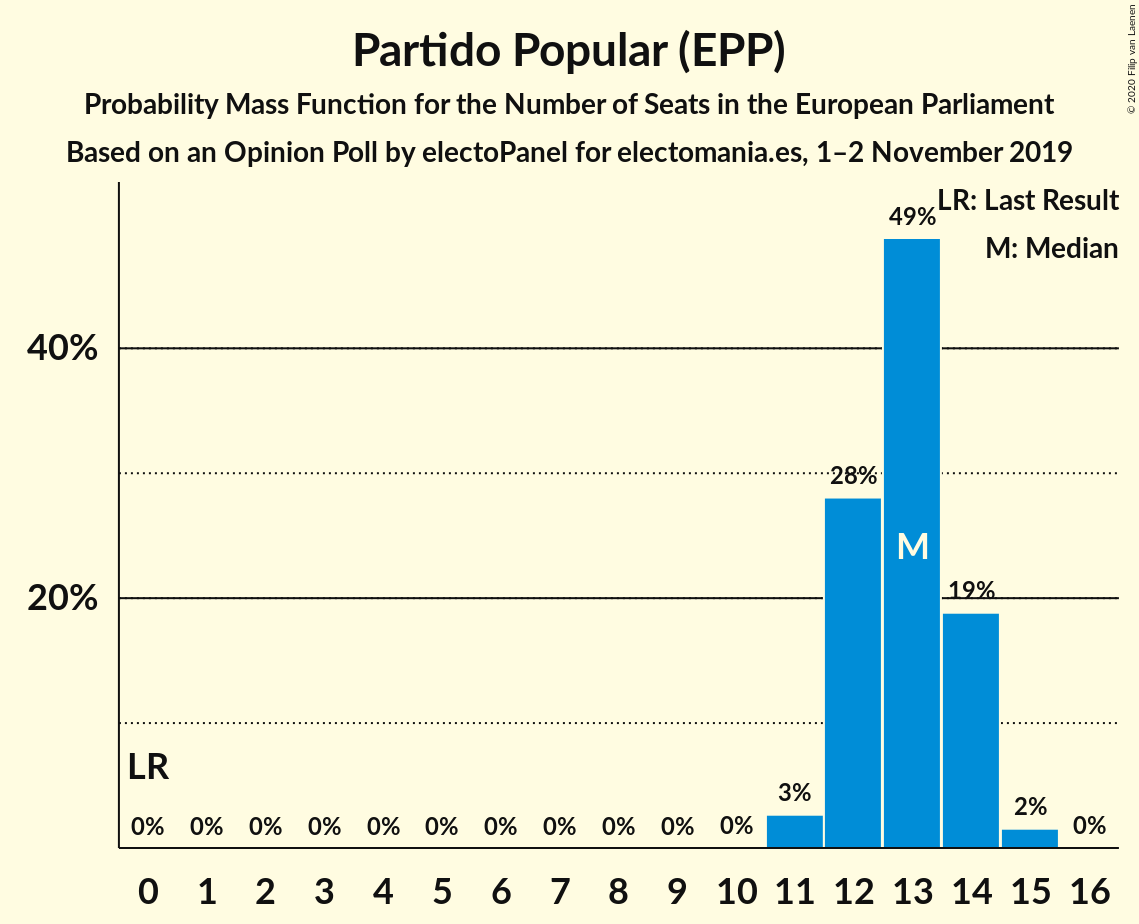 Partido Popular (EPP)
Probability Mass Function for the Number of Seats in the European Parliament
Based on an Opinion Poll by electoPanel for electomania.es, 1–2 November 2019
© 2020 Filip van Laenen
LR: Last Result
M: Median
49%
40%
28%
M
20%
19%
LR
3%
2%
0% 0% 0% 0% 0% 0% 0% 0% 0% 0% 0% 0%
0 1 2 3 4 5 6 7 8 9 10 11 12 13 14 15 16